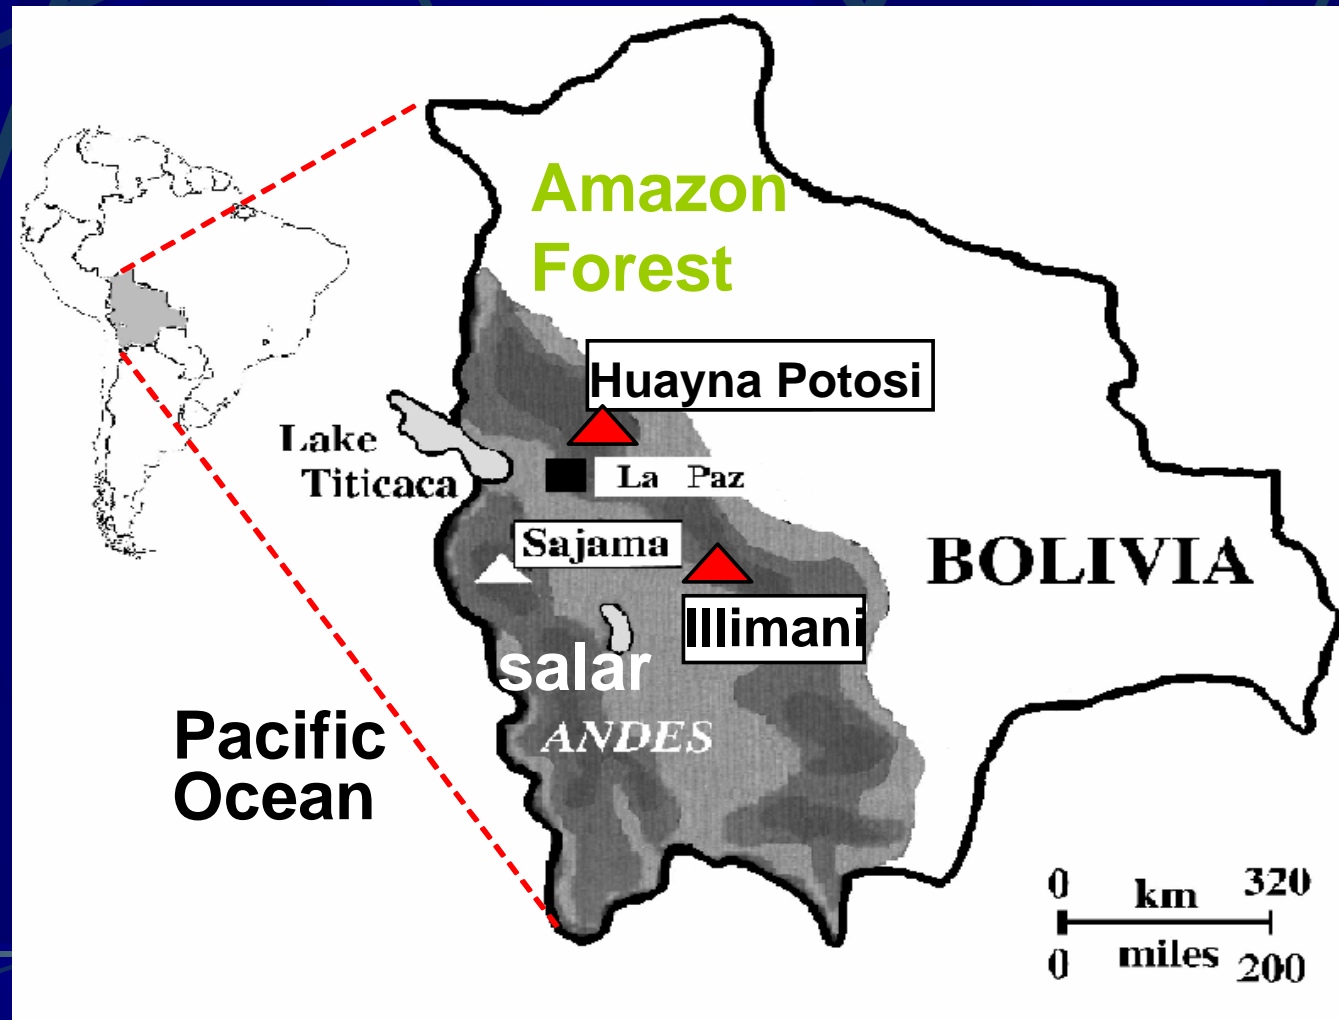 Amazon
Forest
Huayna Potosi
Lake
Titicaca
La Paz
Sajama
BOLIVIA
Illimani
salar
ANDES
Pacific
Ocean
0 km 320
0 miles 200